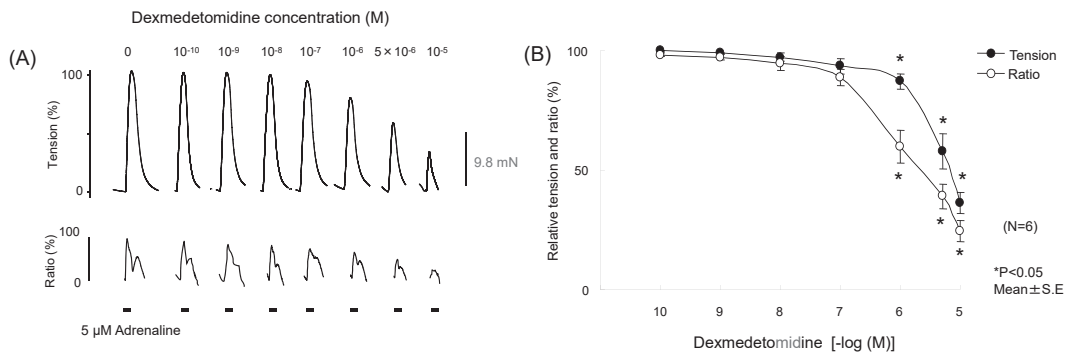 Dexmedetomidine concentration (M)
(A)
0 10⁻¹⁰ 10⁻⁹ 10⁻⁸ 10⁻⁷ 10⁻⁶ 5×10⁻⁶ 10⁻⁵
100
0
Tension (%)
9.8 mN
100
0
Ratio (%)
5 μM Adrenaline
(B)
Relative tension and ratio (%)
100
50
0
* * *
* * *
Tension
Ratio
(N=6)
*P<0.05
Mean±S.E
10 9 8 7 6 5
Dexmedetomidine [-log (M)]